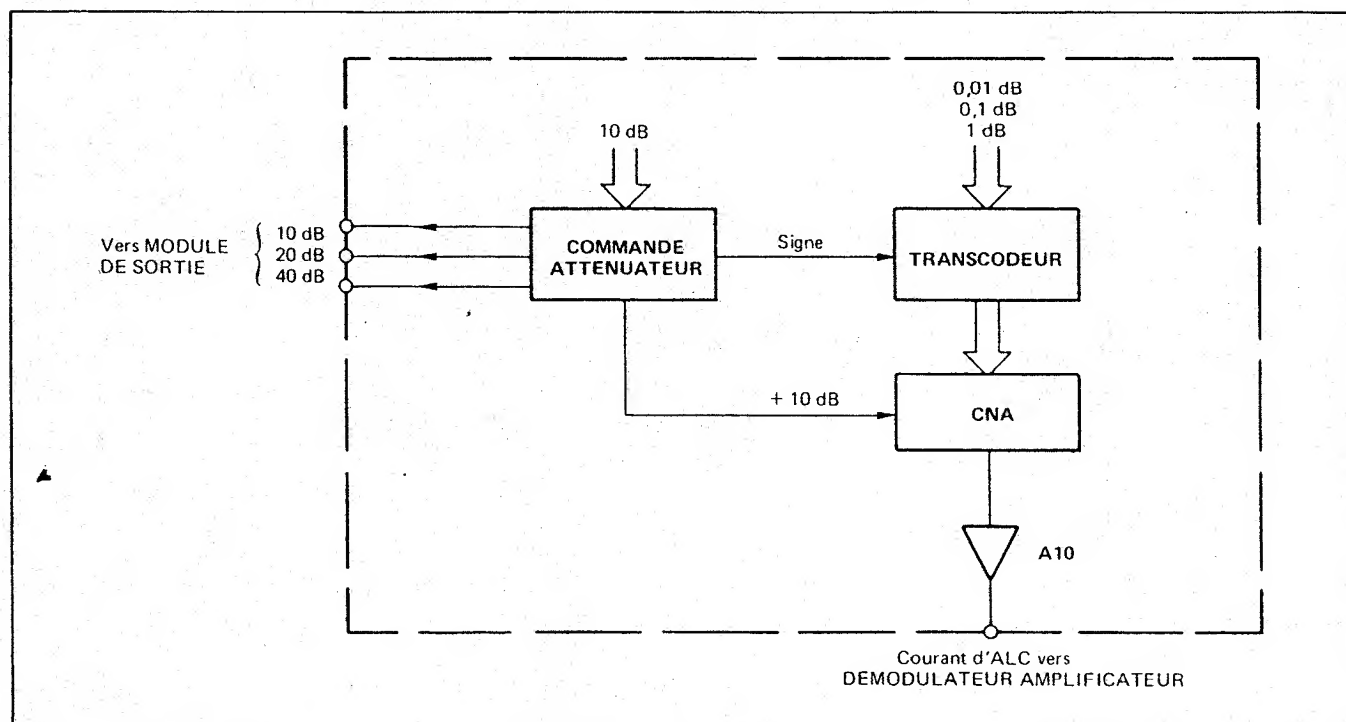 0,01 dB
0,1 dB
1 dB
10 dB
Vers MODULE
DE SORTIE
10 dB
20 dB
40 dB
COMMANDE
ATTENUATEUR
Signe
TRANSCODEUR
+ 10 dB
CNA
A10
Courant d'ALC vers
DEMODULATEUR AMPLIFICATEUR